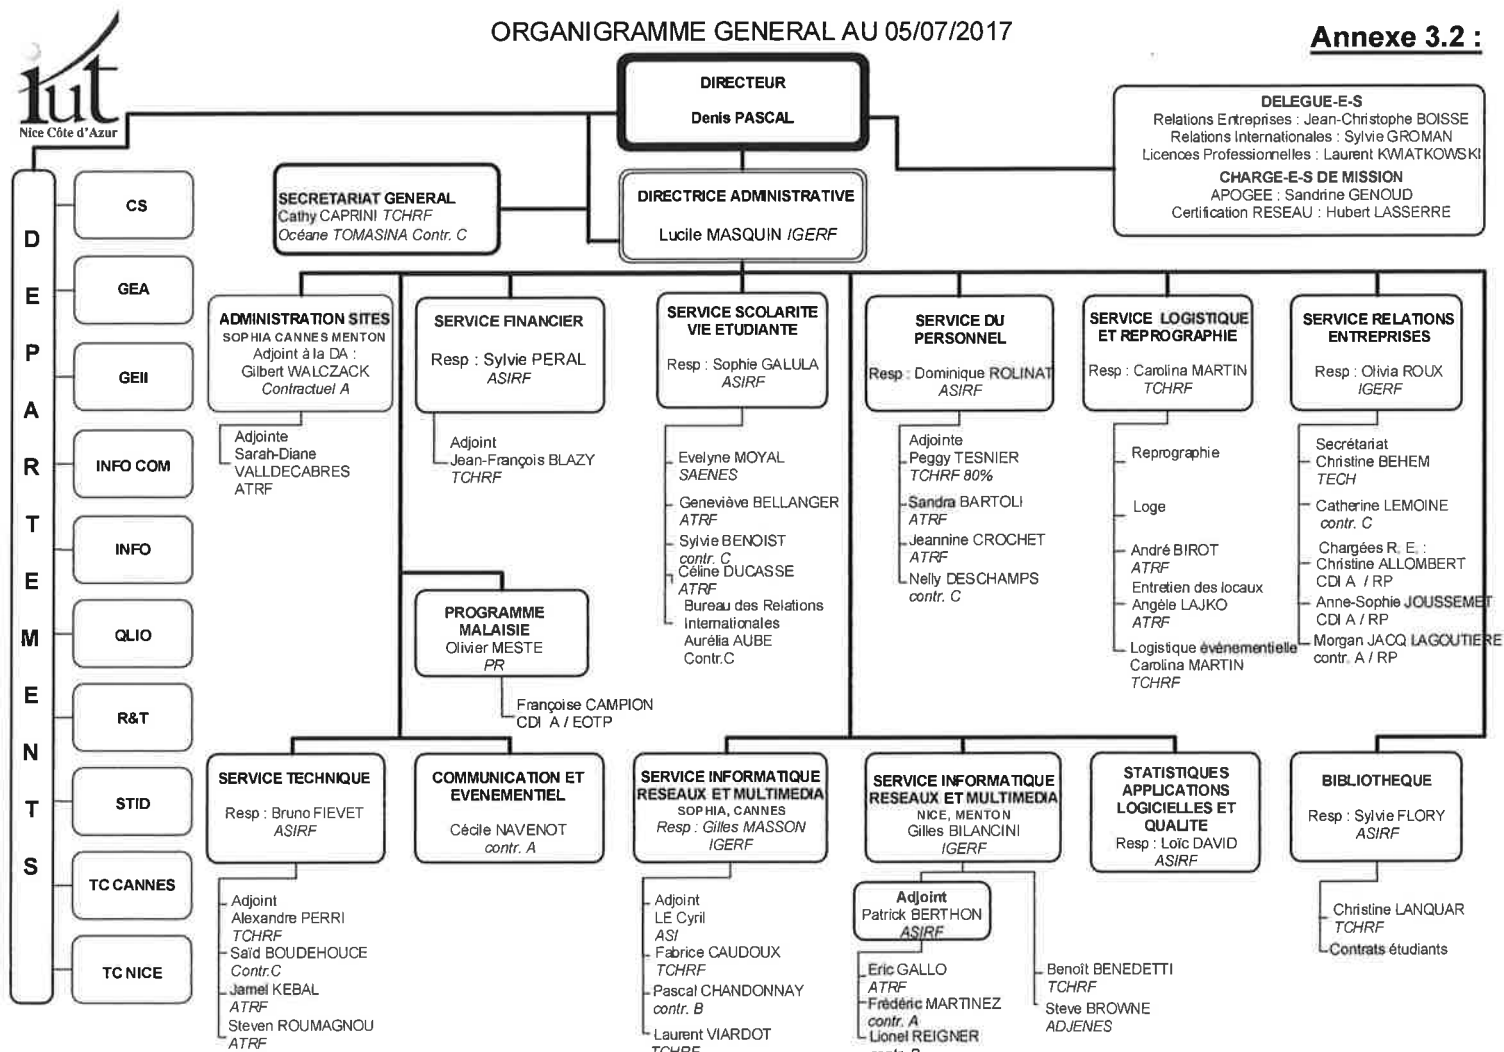 ORGANIGRAMME GENERAL AU 05/07/2017
Annexe 3.2 :
iut
Nice Côte d'Azur
DIRECTEUR
Denis PASCAL
DELEGUE-E-S
Relations Entreprises : Jean-Christophe BOISSE
Relations Internationales : Sylvie GROMAN
Licences Professionnelles : Laurent KWIATKOWSKI
CHARGE-E-S DE MISSION
APOGEE : Sandrine GENOUD
Certification RESEAU : Hubert LASSERRE
SECRETARIAT GENERAL
Cathy CAPRINI TCHRF
Océane TOMASINA Contr. C
DIRECTRICE ADMINISTRATIVE
Lucile MASQUIN IGERF
DEPARTEMENTS
CS
GEA
GEII
INFO COM
INFO
QLIO
R&T
STID
TC CANNES
TC NICE
ADMINISTRATION SITES
SOPHIA CANNES MENTON
Adjoint à la DA :
Gilbert WALCZACK
Contractuel A
Adjointe
Sarah-Diane
VALLDECABRES
ATRF
SERVICE FINANCIER
Resp : Sylvie PERAL
ASIRF
Adjoint
Jean-François BLAZY
TCHRF
SERVICE SCOLARITE
VIE ETUDIANTE
Resp : Sophie GALULA
ASIRF
Evelyne MOYAL
SAENES
Geneviève BELLANGER
ATRF
Sylvie BENOIST
contr. C
Céline DUCASSE
ATRF
Bureau des Relations
Internationales
Aurélia AUBE
Contr.C
SERVICE DU
PERSONNEL
Resp : Dominique ROLINAT
ASIRF
Adjointe
Peggy TESNIER
TCHRF 80%
Sandra BARTOLI
ATRF
Jeannine CROCHET
ATRF
Nelly DESCHAMPS
contr. C
SERVICE LOGISTIQUE
ET REPROGRAPHIE
Resp : Carolina MARTIN
TCHRF
Reprographie
Loge
André BIROT
ATRF
Entretien des locaux
Angèle LAJKO
ATRF
Logistique événementielle
Carolina MARTIN
TCHRF
SERVICE RELATIONS
ENTREPRISES
Resp : Olivia ROUX
IGERF
Secrétariat
Christine BEHEM
TECH
Catherine LEMOINE
contr. C
Chargées R. E. :
Christine ALLOMBERT
CDI A / RP
Anne-Sophie JOUSSEMET
CDI A / RP
Morgan JACQ LAGOUTIERE
contr. A / RP
PROGRAMME
MALAISIE
Olivier MESTE
PR
Françoise CAMPION
CDI A / EOTP
SERVICE TECHNIQUE
Resp : Bruno FIEVET
ASIRF
Adjoint
Alexandre PERRI
TCHRF
Saïd BOUDEHOUCE
Contr.C
Jamel KEBAL
ATRF
Steven ROUMAGNOU
ATRF
COMMUNICATION ET
EVENEMENTIEL
Cécile NAVENOT
contr. A
SERVICE INFORMATIQUE
RESEAUX ET MULTIMEDIA
SOPHIA, CANNES
Resp : Gilles MASSON
IGERF
Adjoint
LE Cyril
ASI
Fabrice CAUDOUX
TCHRF
Pascal CHANDONNAY
contr. B
Laurent VIARDOT
TCHRF
SERVICE INFORMATIQUE
RESEAUX ET MULTIMEDIA
NICE, MENTON
Gilles BILANCINI
IGERF
Adjoint
Patrick BERTHON
ASIRF
Eric GALLO
ATRF
Frédéric MARTINEZ
contr. A
Lionel REIGNER
Benoît BENEDETTI
TCHRF
Steve BROWNE
ADJENES
STATISTIQUES
APPLICATIONS
LOGICIELLES ET
QUALITE
Resp : Loïc DAVID
ASIRF
BIBLIOTHEQUE
Resp : Sylvie FLORY
ASIRF
Christine LANQUAR
TCHRF
Contrats étudiants